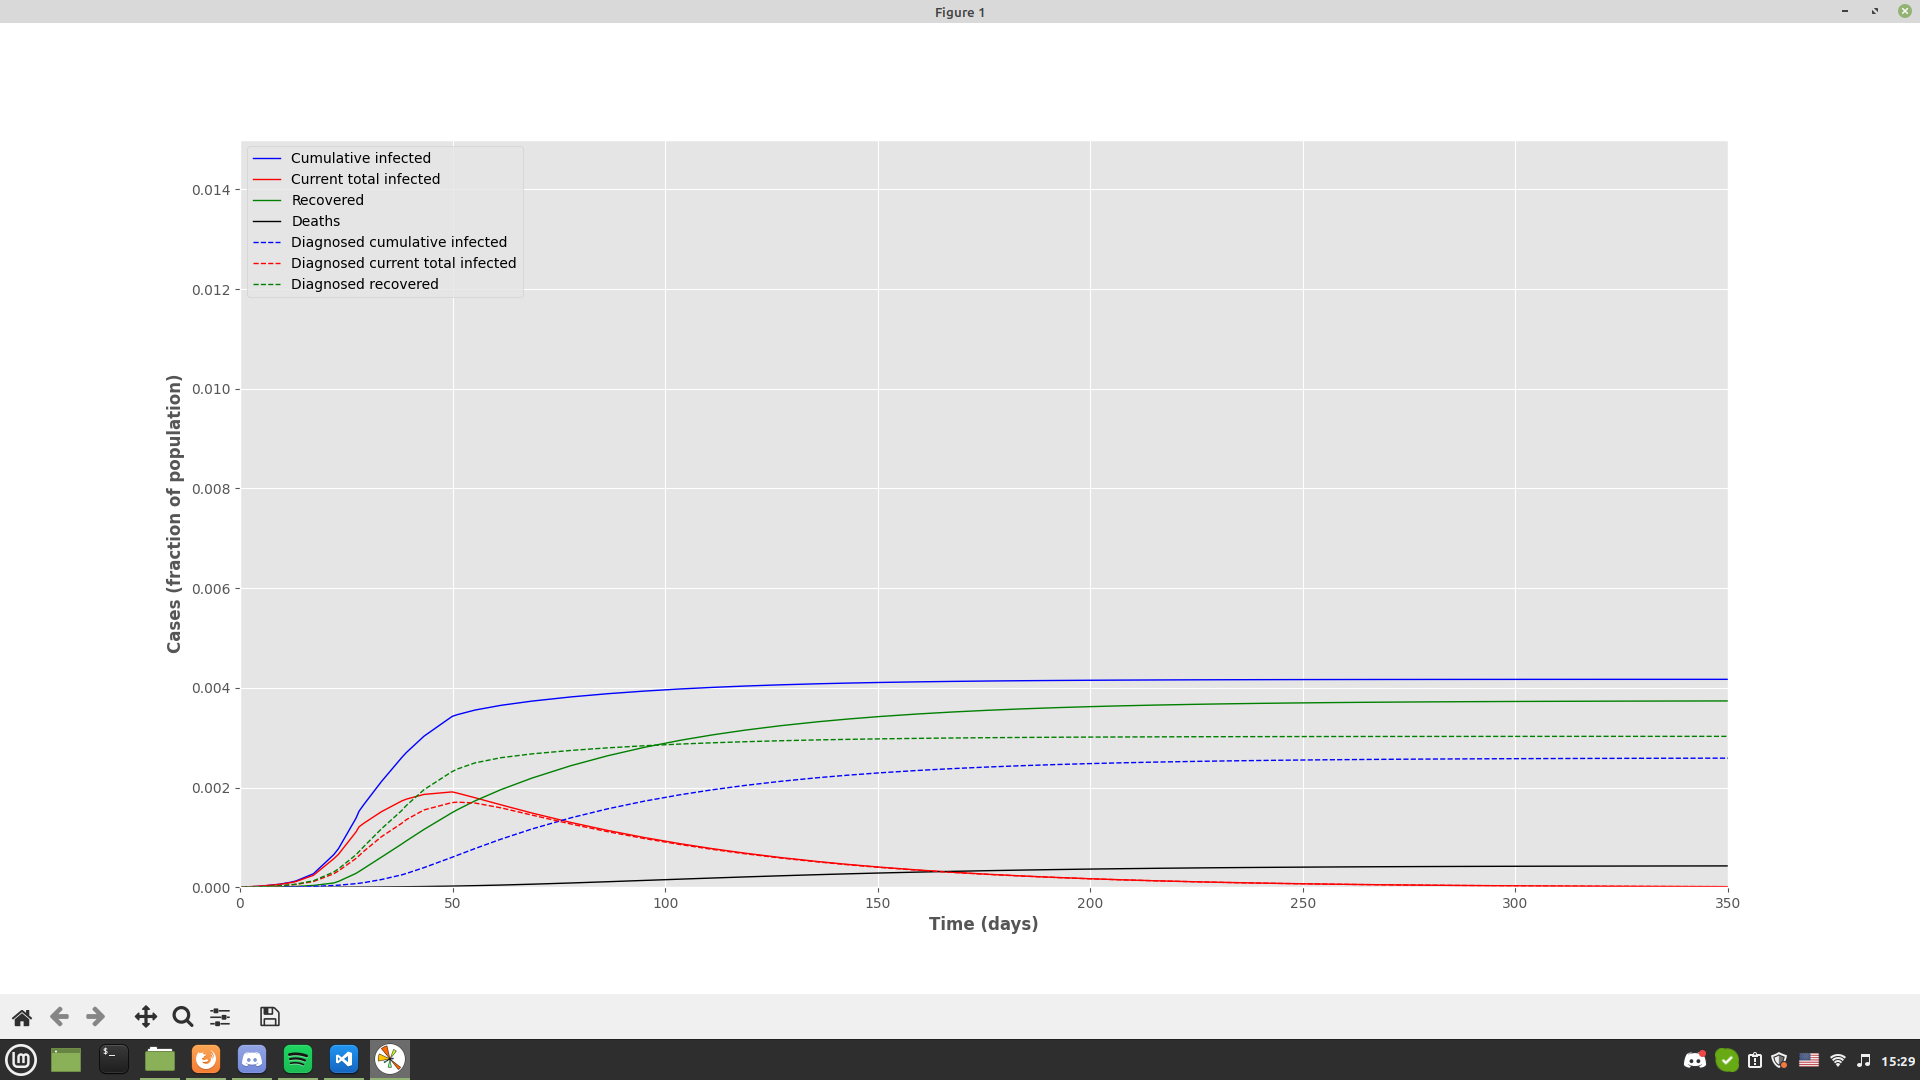 Figure 1
Cumulative infected
Current total infected
Recovered
Deaths
Diagnosed cumulative infected
Diagnosed current total infected
Diagnosed recovered
Cases (fraction of population)
0.014
0.012
0.010
0.008
0.006
0.004
0.002
0.000
0
50
100
150
200
250
300
350
Time (days)
$_
15:29